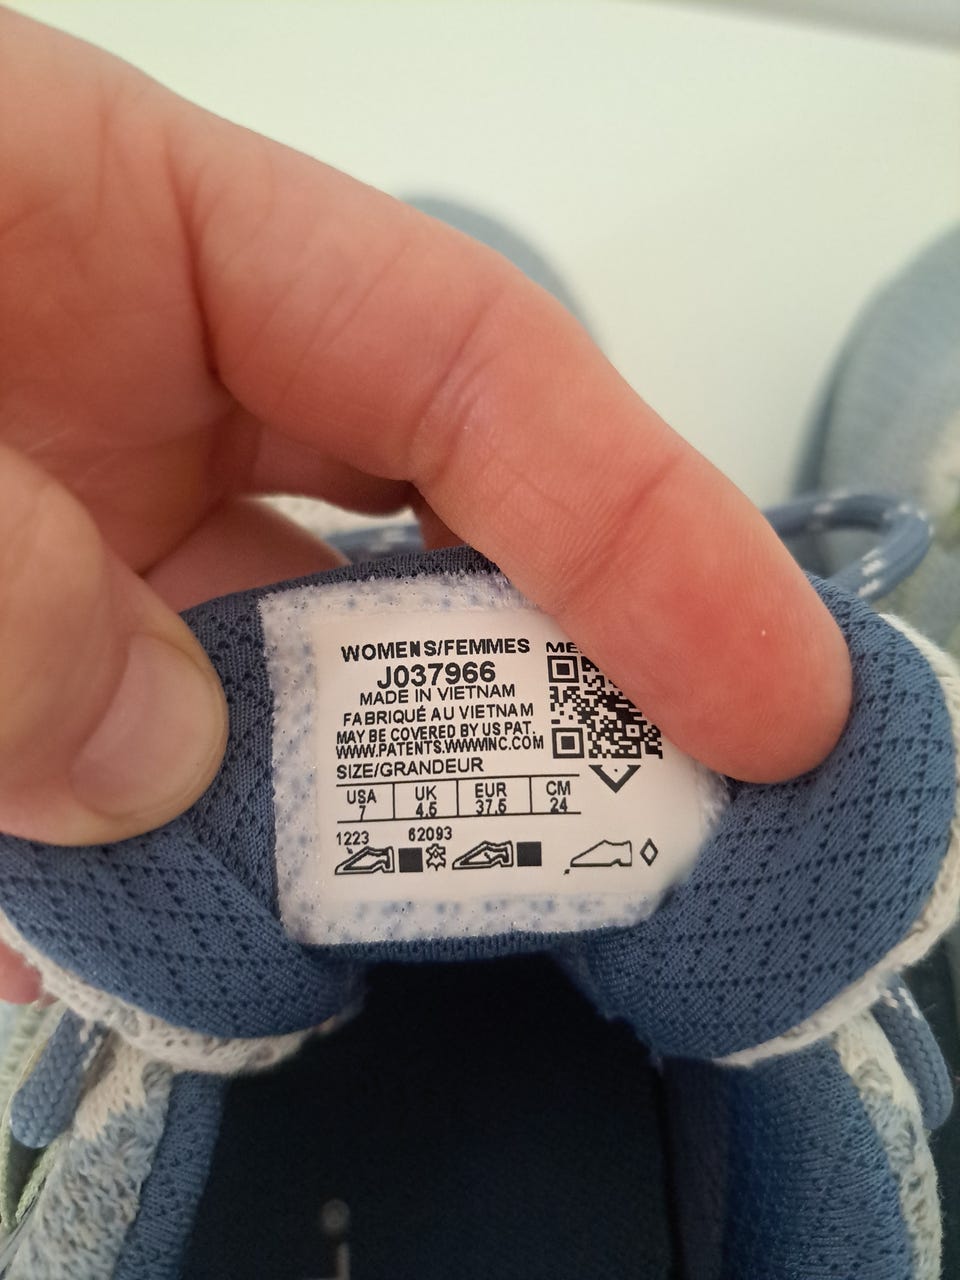 WOMENS/FEMMES
J037966
MADE IN VIETNAM
FABRIQUÉ AU VIETNAM
MAY BE COVERED BY US PAT.
WWW.PATENTS.WWWINC.COM
SIZE/GRANDEUR
USA UK EUR CM
7 4.5 37.5 24
1223 62093